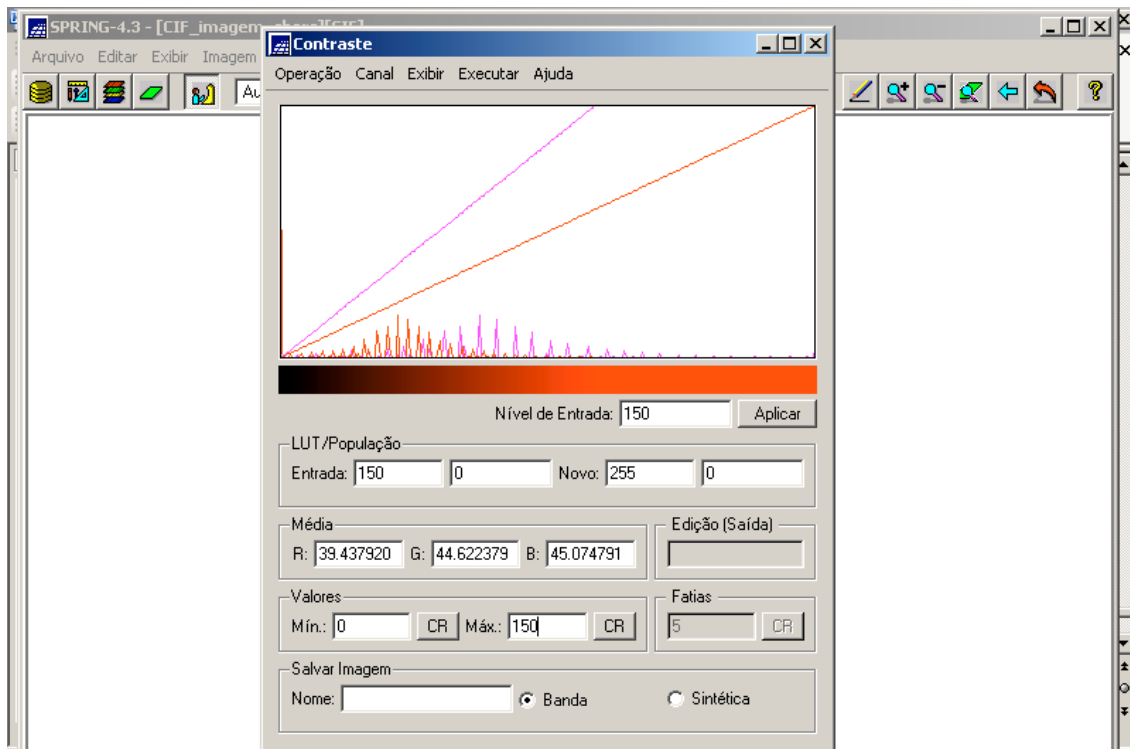 SPRING-4.3 - [CIF_imagem
Contraste
Arquivo Editar Exibir Imagem
Operação Canal Exibir Executar Ajuda
Nível de Entrada: 150 Aplicar
LUT/População
Entrada: 150 0 Novo: 255 0
Média Edição (Saída)
R: 39.437920 G: 44.622379 B: 45.074791
Valores Fatias
Mín.: 0 CR Máx.: 150 CR 5 CR
Salvar Imagem
Nome: Banda Sintética